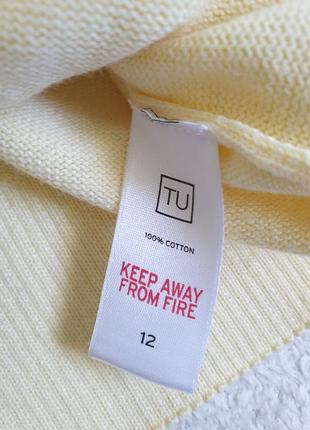 TU
100% COTTON
KEEP AWAY
FROM FIRE
12